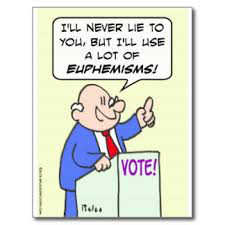 I'LL NEVER LIE TO
YOU, BUT I'LL USE
A LOT OF
EUPHEMISMS!
VOTE!